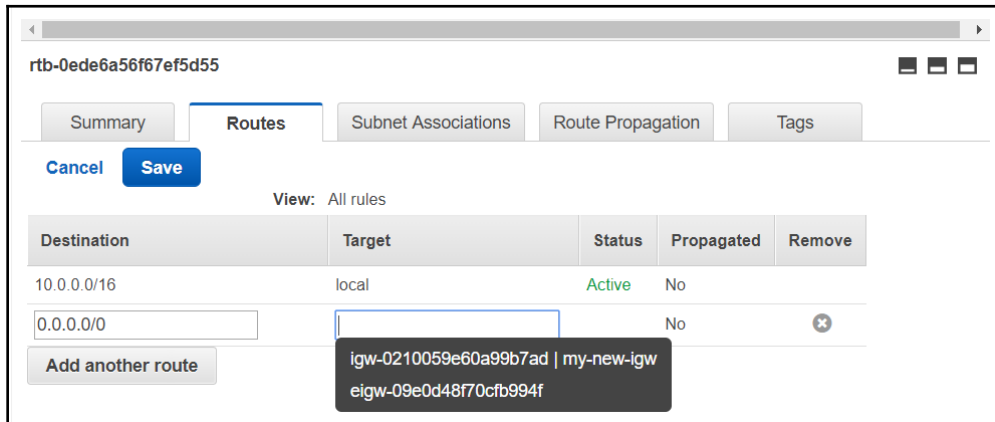 rtb-0ede6a56f67ef5d55
Summary Routes Subnet Associations Route Propagation Tags
Cancel Save
View: All rules
Destination Target Status Propagated Remove
10.0.0.0/16 local Active No
0.0.0.0/0 No
Add another route
igw-0210059e60a99b7ad | my-new-igw
eigw-09e0d48f70cfb994f